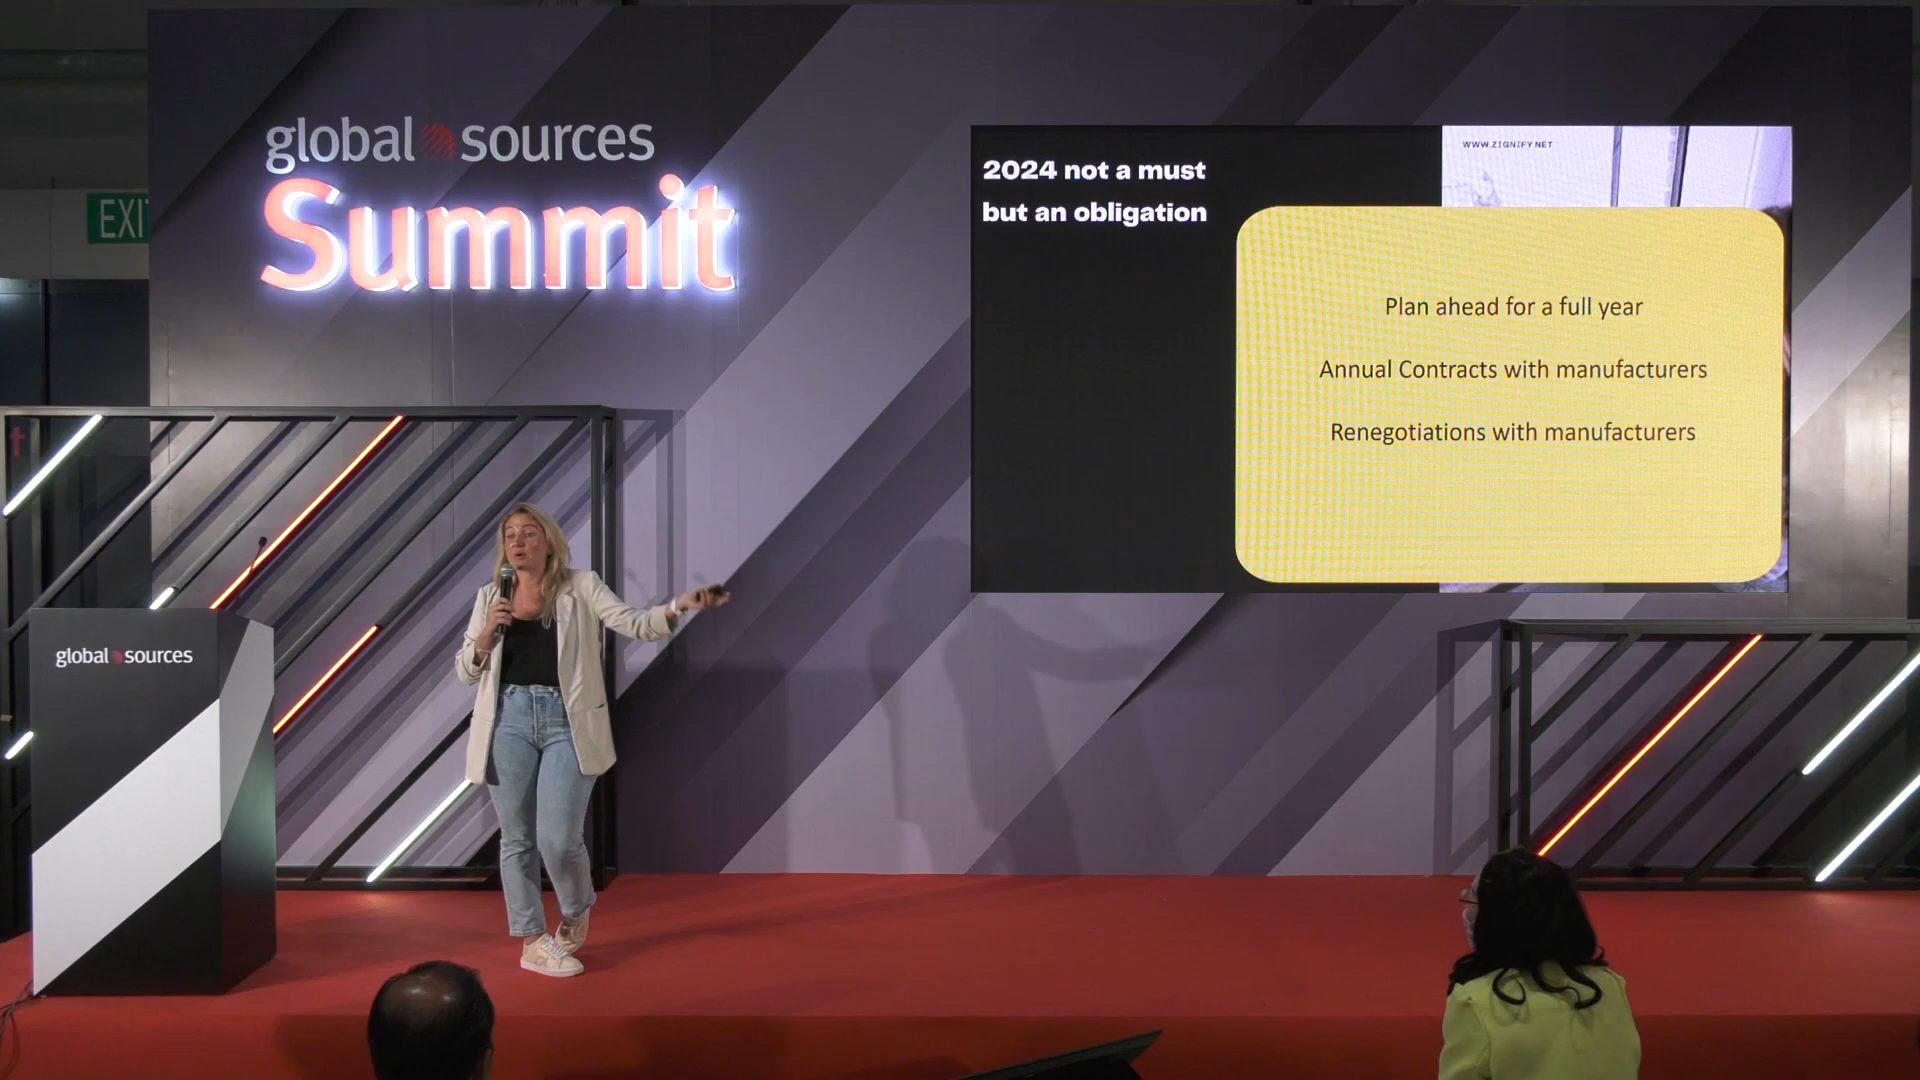 global sources
Summit
EXI
WWW.ZIGNIFY.NET
2024 not a must
but an obligation
Plan ahead for a full year
Annual Contracts with manufacturers
Renegotiations with manufacturers
global sources